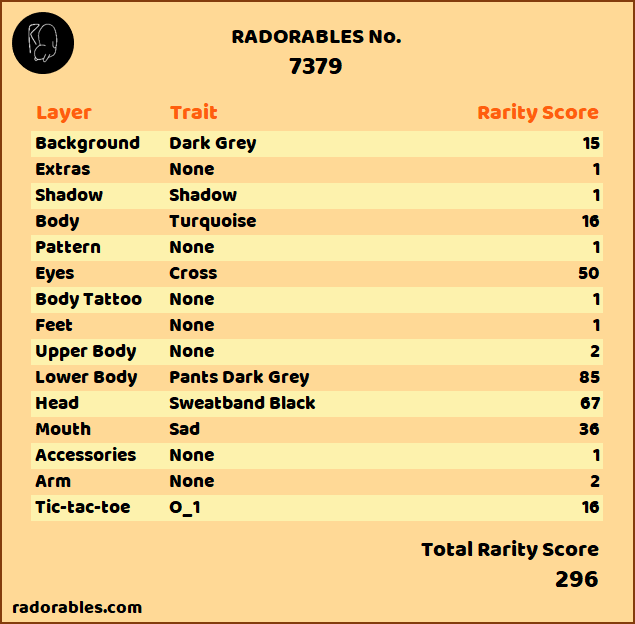 RADORABLES No.
7379
Layer Trait Rarity Score
Background Dark Grey 15
Extras None 1
Shadow Shadow 1
Body Turquoise 16
Pattern None 1
Eyes Cross 50
Body Tattoo None 1
Feet None 1
Upper Body None 2
Lower Body Pants Dark Grey 85
Head Sweatband Black 67
Mouth Sad 36
Accessories None 1
Arm None 2
Tic-tac-toe O_1 16
Total Rarity Score
296
radorables.com